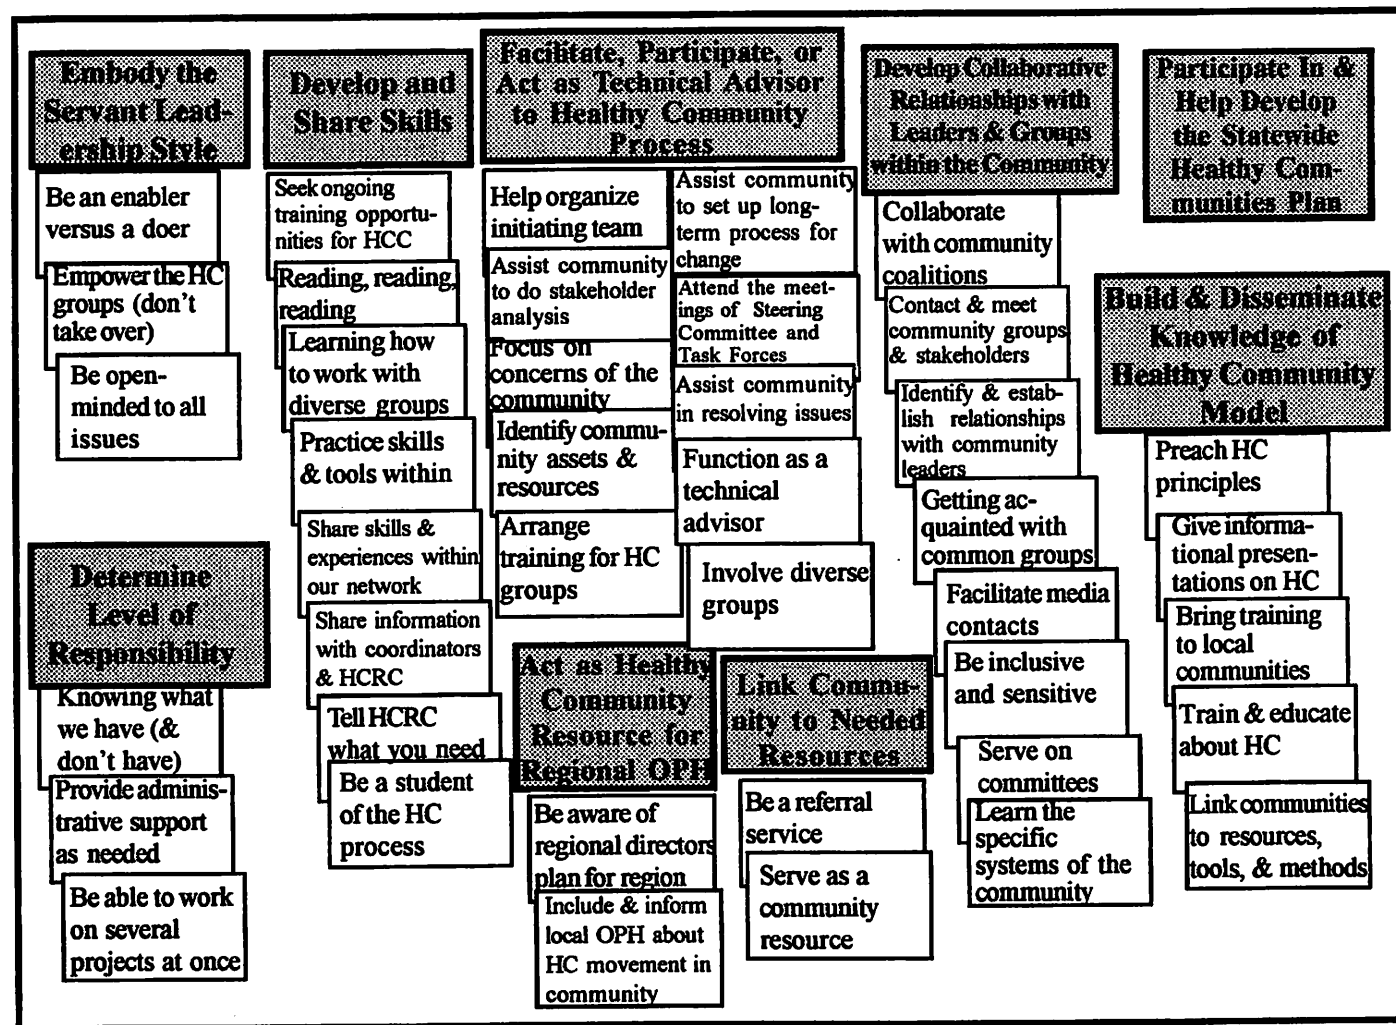 Embody the
Servant Lead-
ership Style
Be an enabler
versus a doer
Empower the HC
groups (don't
take over)
Be open-
minded to all
issues
Determine
Level of
Responsibility
Knowing what
we have (&
don't have)
Provide adminis-
trative support
as needed
Be able to work
on several
projects at once
Develop and
Share Skills
Seek ongoing
training opportu-
nities for HCC
Reading, reading,
reading
Learning how
to work with
diverse groups
Practice skills
& tools within
Share skills &
experiences within
our network
Share information
with coordinators
& HCRC
Tell HCRC
what you need
Be a student
of the HC
process
Facilitate, Participate, or
Act as Technical Advisor
to Healthy Community
Process
Help organize
initiating team
Assist community
to do stakeholder
analysis
Focus on
concerns of the
community
Identify commu-
nity assets &
resources
Arrange
training for HC
groups
Assist community
to set up long-
term process for
change
Attend the meet-
ings of Steering
Committee and
Task Forces
Assist community
in resolving issues
Function as a
technical
advisor
Involve diverse
groups
Act as Healthy
Community
Resource for
Regional OPH
Be aware of
regional directors
plan for region
Include & inform
local OPH about
HC movement in
community
Link Commu-
nity to Needed
Resources
Be a referral
service
Serve as a
community
resource
Develop Collaborative
Relationships with
Leaders & Groups
within the Community
Collaborate
with community
coalitions
Contact & meet
community groups
& stakeholders
Identify & estab-
lish relationships
with community
leaders
Getting ac-
quainted with
common groups
Facilitate media
contacts
Be inclusive
and sensitive
Serve on
committees
Learn the
specific
systems of the
community
Participate In &
Help Develop
the Statewide
Healthy Com-
munities Plan
Build & Disseminate
Knowledge of
Healthy Community
Model
Preach HC
principles
Give informa-
tional presen-
tations on HC
Bring training
to local
communities
Train & educate
about HC
Link communities
to resources,
tools, & methods